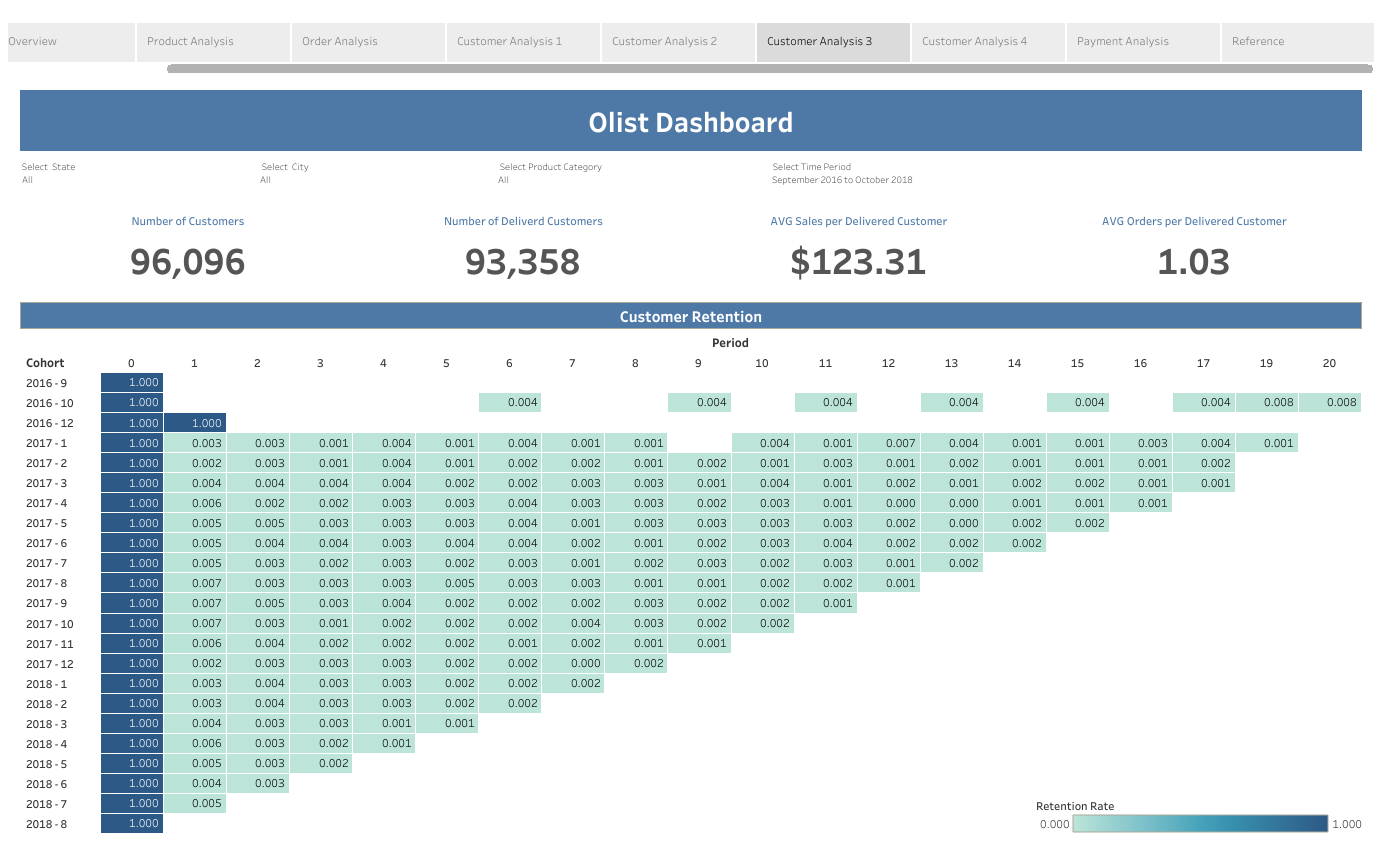 Overview Product Analysis Order Analysis Customer Analysis 1 Customer Analysis 2 Customer Analysis 3 Customer Analysis 4 Payment Analysis Reference
Olist Dashboard
Select State Select City Select Product Category Select Time Period
All All All September 2016 to October 2018
Number of Customers Number of Deliverd Customers AVG Sales per Delivered Customer AVG Orders per Delivered Customer
96,096 93,358 $123.31 1.03
Customer Retention
Period
Cohort 0 1 2 3 4 5 6 7 8 9 10 11 12 13 14 15 16 17 19 20
2016 - 9 1.000
2016 - 10 1.000 0.004 0.004 0.004 0.004 0.004 0.004 0.008 0.008
2016 - 12 1.000 1.000
2017 - 1 1.000 0.003 0.003 0.001 0.004 0.001 0.004 0.001 0.001 0.004 0.001 0.007 0.004 0.001 0.001 0.003 0.004 0.001
2017 - 2 1.000 0.002 0.003 0.001 0.004 0.001 0.002 0.002 0.001 0.002 0.001 0.003 0.001 0.002 0.001 0.001 0.001 0.002
2017 - 3 1.000 0.004 0.004 0.004 0.004 0.002 0.002 0.003 0.003 0.001 0.004 0.001 0.002 0.001 0.002 0.002 0.001 0.001
2017 - 4 1.000 0.006 0.002 0.002 0.003 0.003 0.004 0.003 0.003 0.002 0.003 0.001 0.000 0.000 0.001 0.001 0.001
2017 - 5 1.000 0.005 0.005 0.003 0.003 0.003 0.004 0.001 0.003 0.003 0.003 0.003 0.002 0.000 0.002 0.002
2017 - 6 1.000 0.005 0.004 0.004 0.003 0.004 0.004 0.002 0.001 0.002 0.003 0.004 0.002 0.002 0.002
2017 - 7 1.000 0.005 0.003 0.002 0.003 0.002 0.003 0.001 0.002 0.003 0.002 0.003 0.001 0.002
2017 - 8 1.000 0.007 0.003 0.003 0.003 0.005 0.003 0.003 0.001 0.001 0.002 0.002 0.001
2017 - 9 1.000 0.007 0.005 0.003 0.004 0.002 0.002 0.002 0.003 0.002 0.002 0.001
2017 - 10 1.000 0.007 0.003 0.001 0.002 0.002 0.002 0.004 0.003 0.002 0.002
2017 - 11 1.000 0.006 0.004 0.002 0.002 0.002 0.001 0.002 0.001 0.001
2017 - 12 1.000 0.002 0.003 0.003 0.003 0.002 0.002 0.000 0.002
2018 - 1 1.000 0.003 0.004 0.003 0.003 0.002 0.002 0.002
2018 - 2 1.000 0.003 0.004 0.003 0.003 0.002 0.002
2018 - 3 1.000 0.004 0.003 0.003 0.001 0.001
2018 - 4 1.000 0.006 0.003 0.002 0.001
2018 - 5 1.000 0.005 0.003 0.002
2018 - 6 1.000 0.004 0.003
2018 - 7 1.000 0.005
2018 - 8 1.000
Retention Rate
0.000 1.000